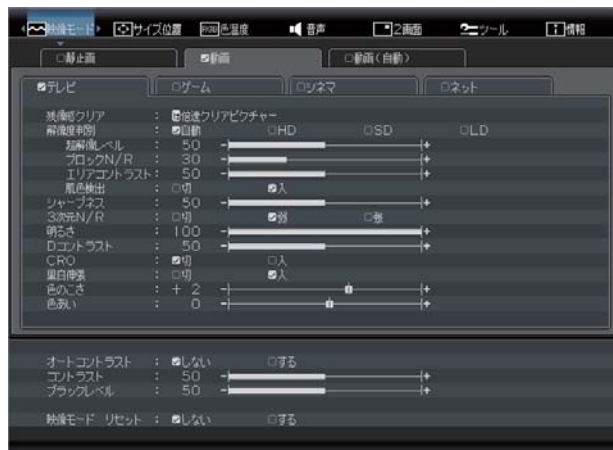 映像モード サイズ位置 色温度 音声 2画面 ツール 情報
静止画 動画 動画(自動)
テレビ ゲーム シネマ ネット
残像感クリア : 倍速クリアピクチャー
解像度判別 : 自動 HD SD LD
超解像レベル : 50 - +
ブロックN/R : 30 - +
エリアコントラスト : 50 - +
肌色検出 : 切 入
シャープネス : 50 - +
3次元N/R : 切 弱 強
明るさ : 100 - +
Dコントラスト : 50 - +
CRO : 切 入
黒白伸張 : 切 入
色のこさ : + 2 - +
色あい : 0 - +
オートコントラスト : しない する
コントラスト : 50 - +
ブラックレベル : 50 - +
映像モード リセット : しない する